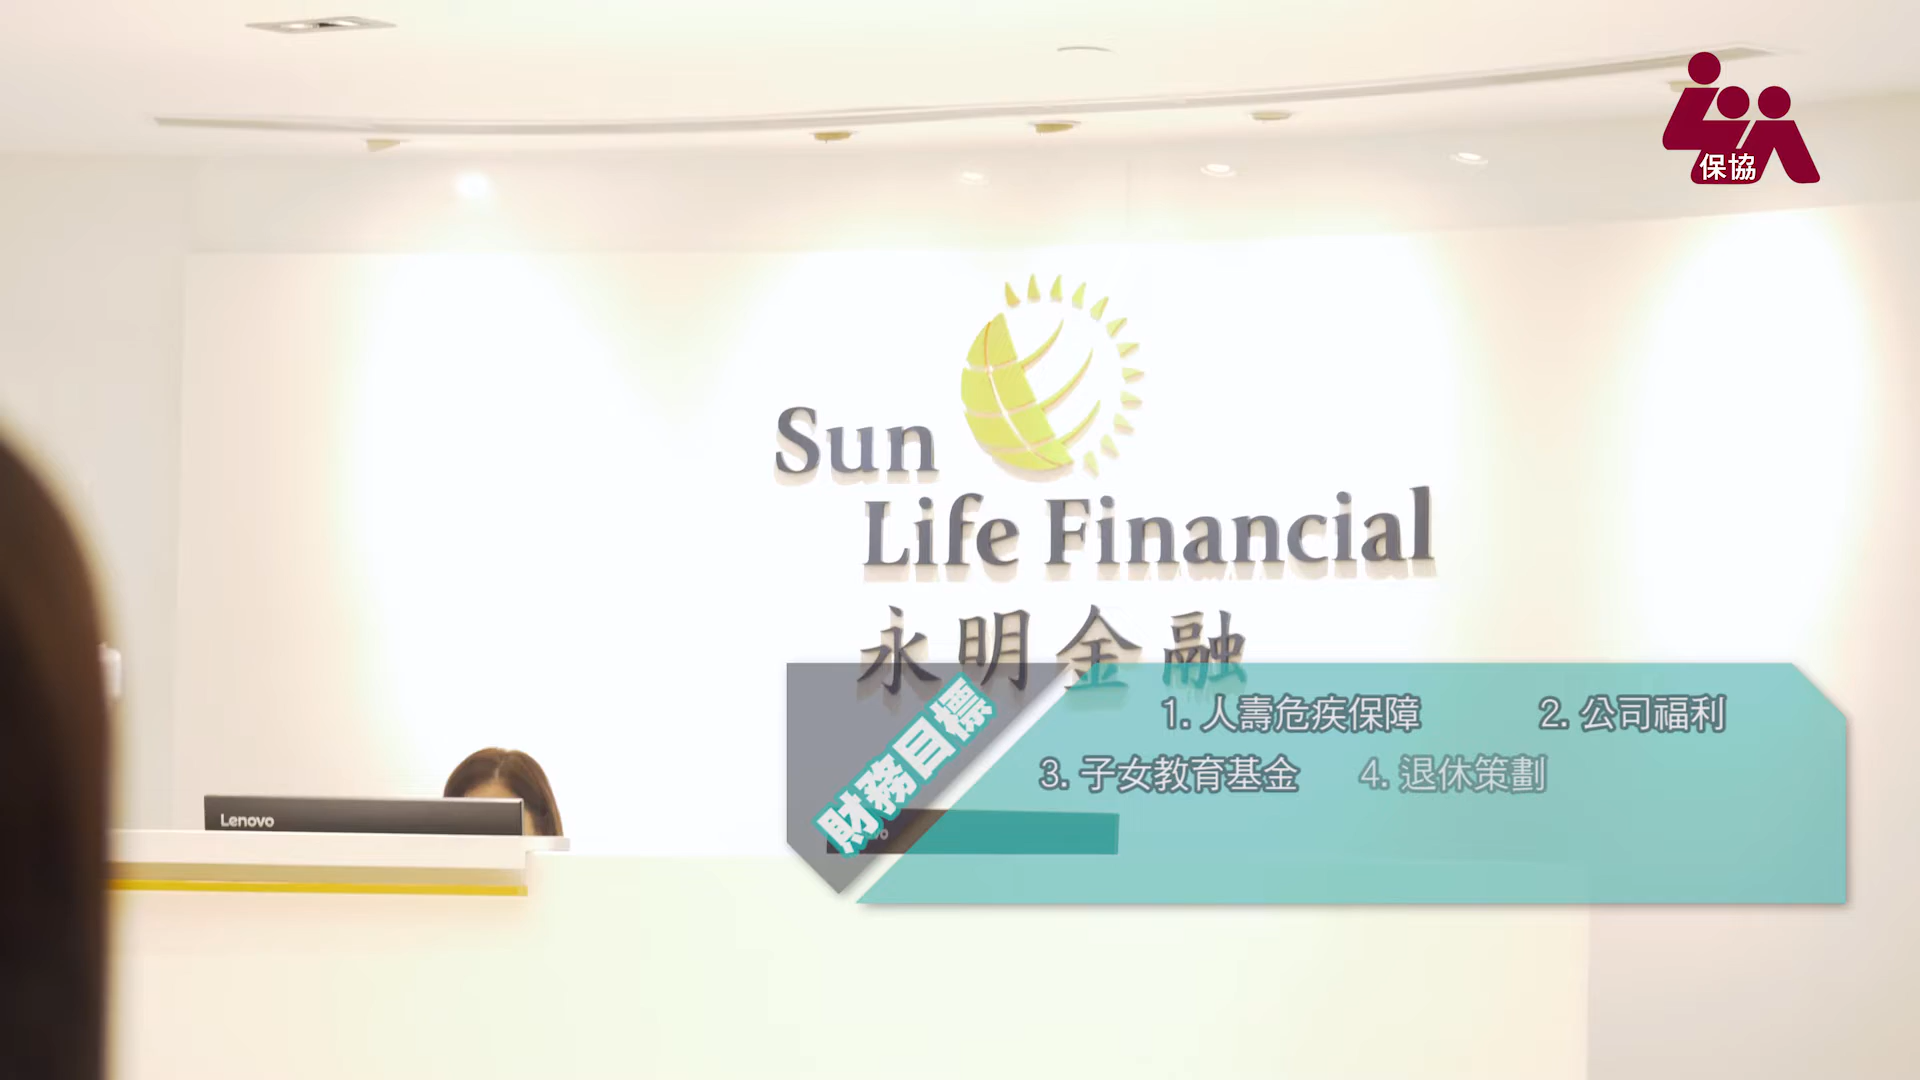 保協
Sun
Life Financial
永明金融
財務目標
1. 人壽危疾保障 2. 公司福利
3. 子女教育基金 4. 退休策劃
Lenovo